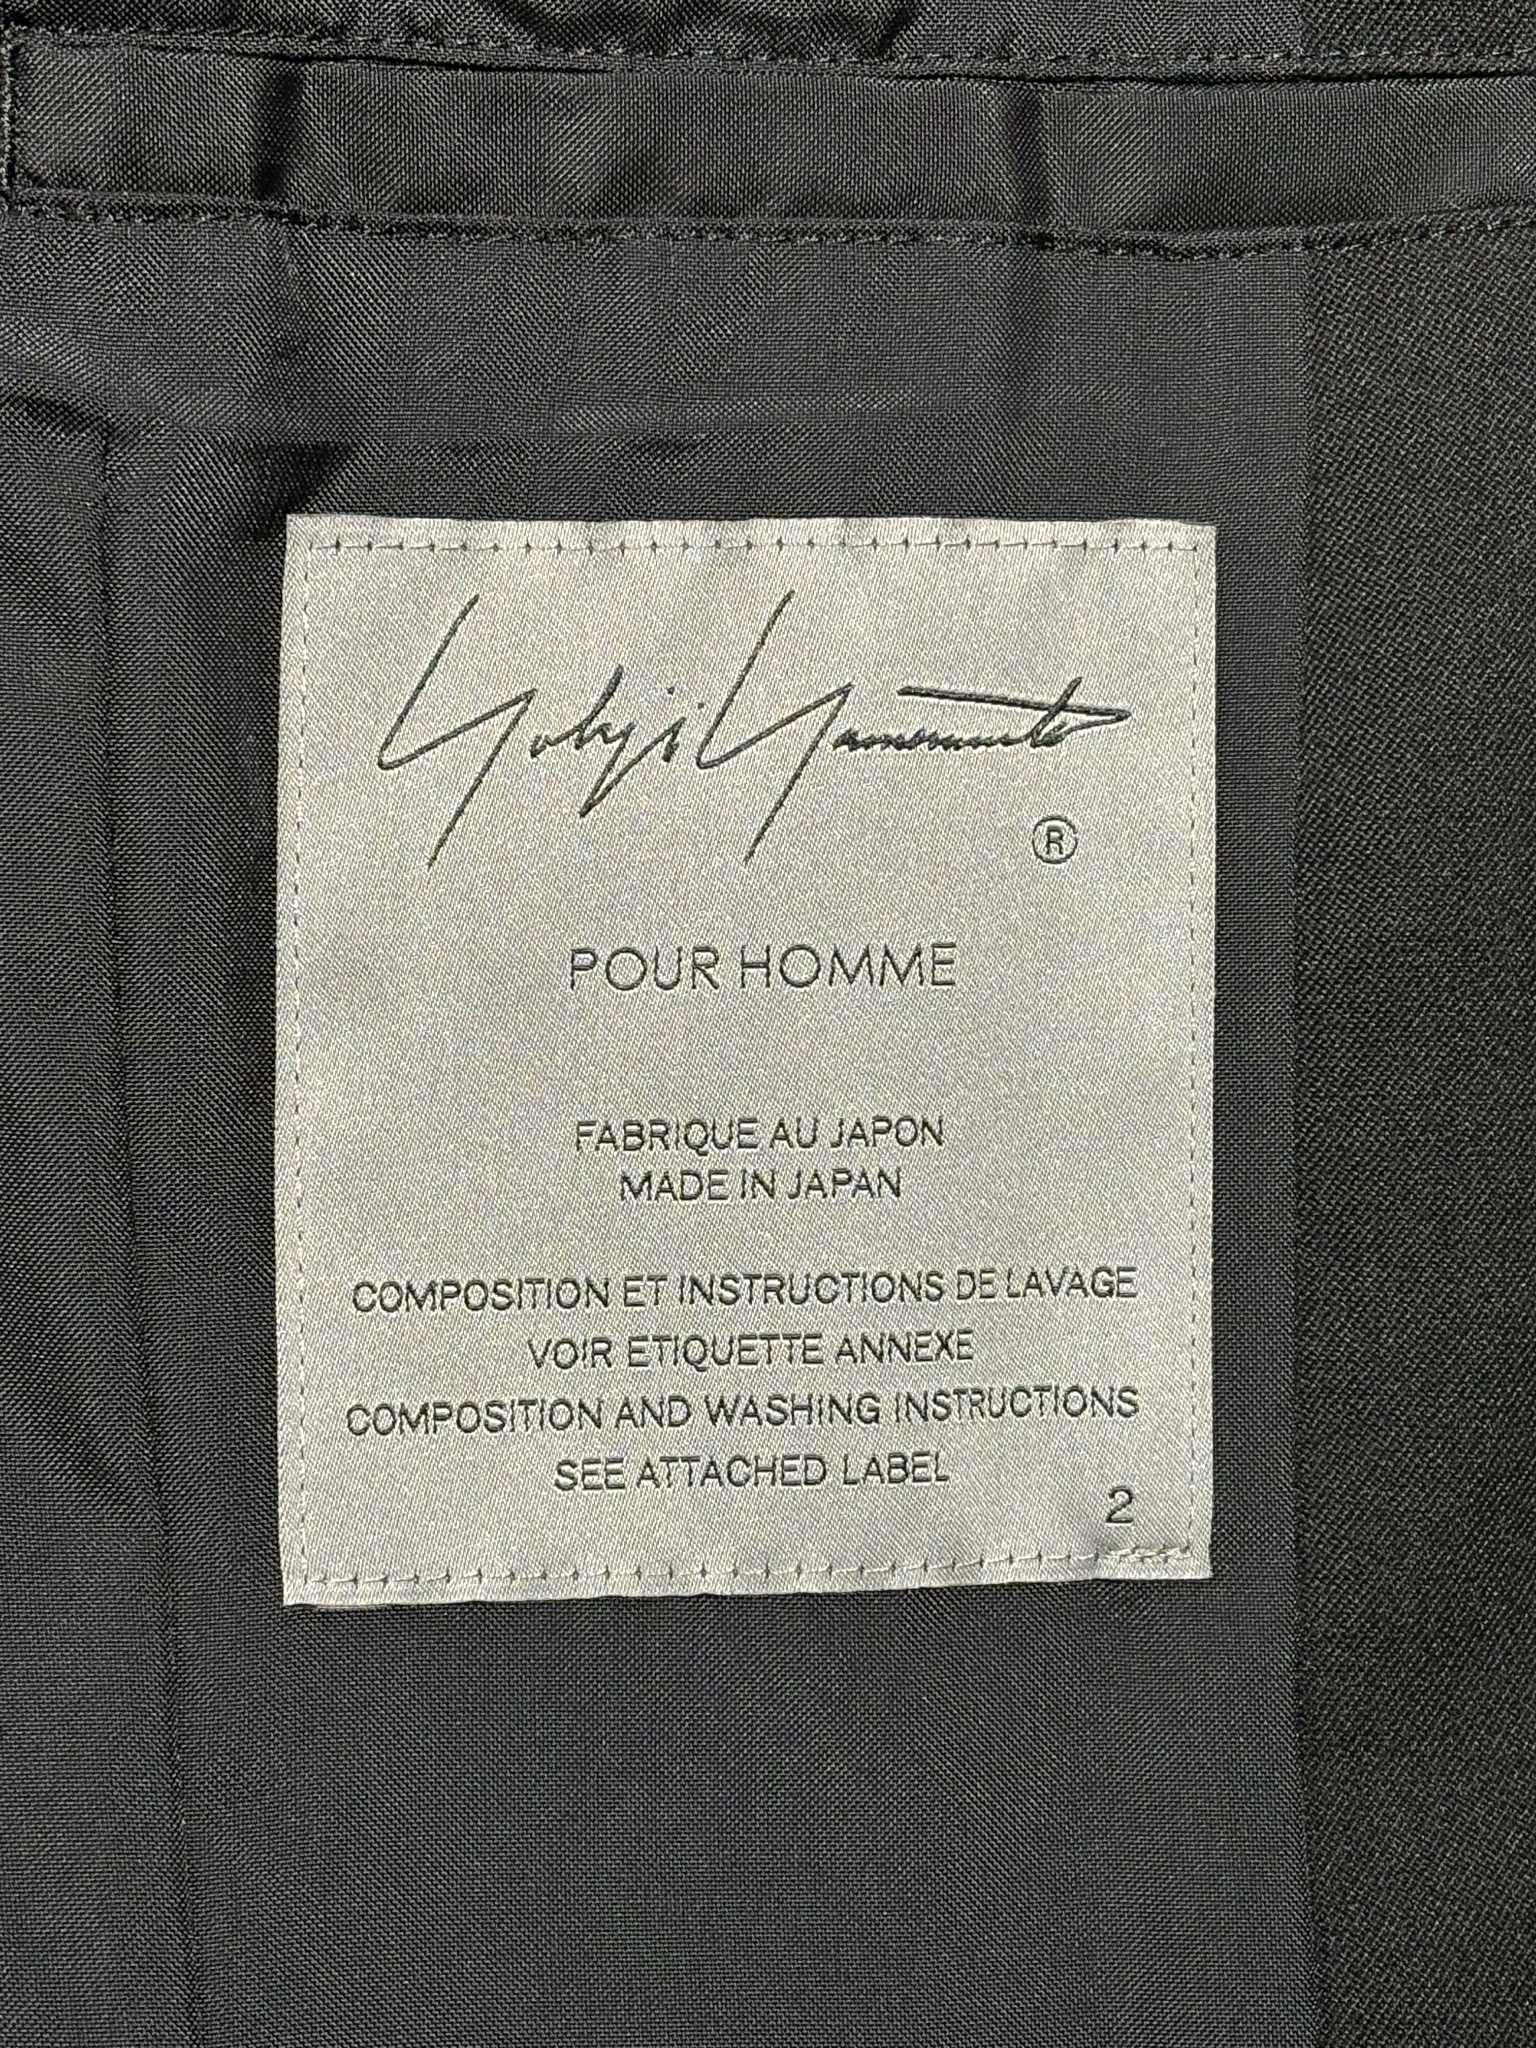 Yohji Yamamoto
®
POUR HOMME
FABRIQUE AU JAPON
MADE IN JAPAN
COMPOSITION ET INSTRUCTIONS DE LAVAGE
VOIR ETIQUETTE ANNEXE
COMPOSITION AND WASHING INSTRUCTIONS
SEE ATTACHED LABEL
2